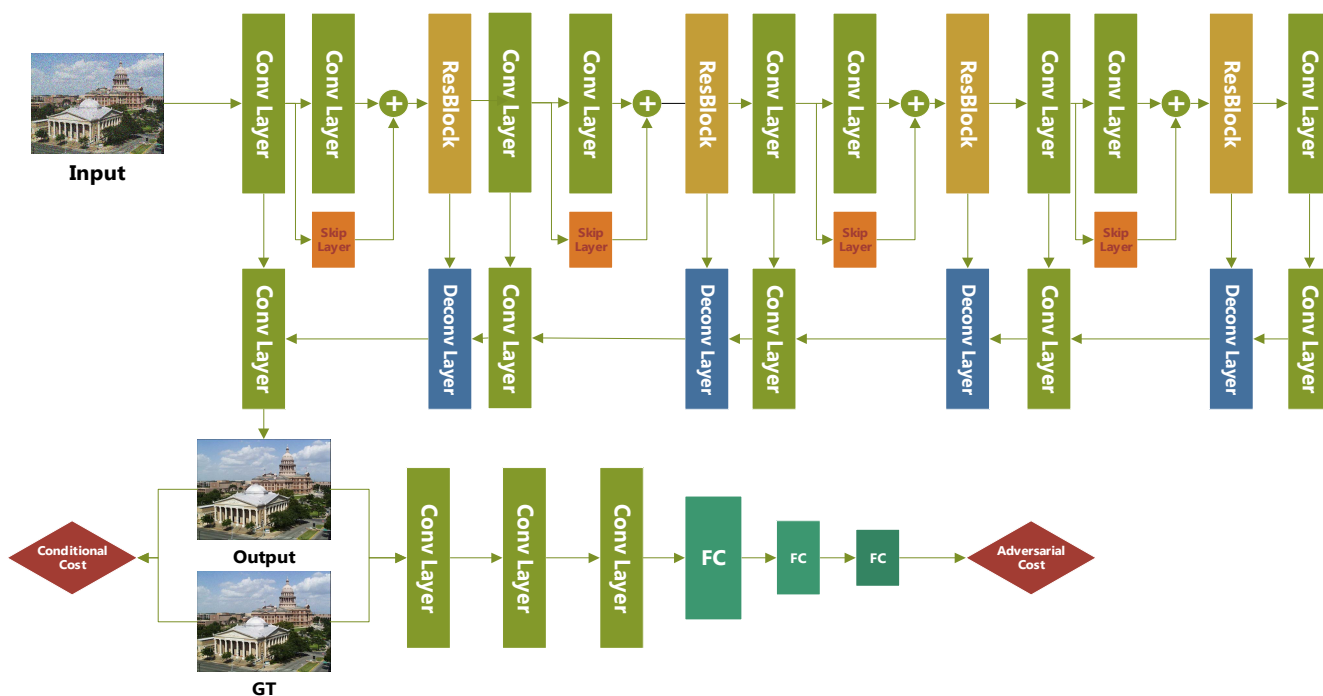 Conv Layer
Conv Layer
ResBlock
Conv Layer
Conv Layer
ResBlock
Conv Layer
Conv Layer
ResBlock
Conv Layer
Conv Layer
ResBlock
Conv Layer
Input
Skip
Layer
Skip
Layer
Skip
Layer
Skip
Layer
Conv Layer
Deconv Layer
Conv Layer
Deconv Layer
Conv Layer
Deconv Layer
Conv Layer
Deconv Layer
Conv Layer
Conditional
Cost
Output
GT
Conv Layer
Conv Layer
Conv Layer
FC
FC
FC
Adversarial
Cost